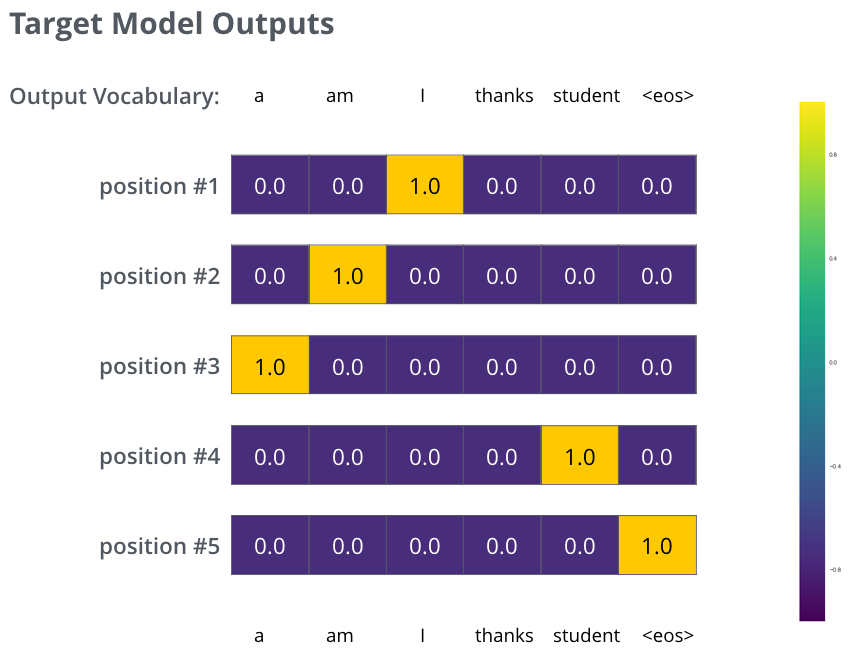 Target Model Outputs
Output Vocabulary: a am I thanks student <eos>
position #1 0.0 0.0 1.0 0.0 0.0 0.0
position #2 0.0 1.0 0.0 0.0 0.0 0.0
position #3 1.0 0.0 0.0 0.0 0.0 0.0
position #4 0.0 0.0 0.0 0.0 1.0 0.0
position #5 0.0 0.0 0.0 0.0 0.0 1.0
a am I thanks student <eos>
0.8
0.4
0.0
−0.4
−0.8